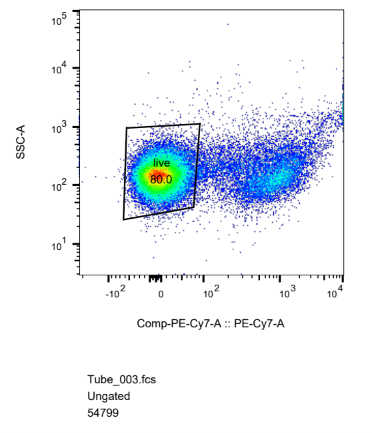 10^5
10^4
SSC-A
10^3
live
80.0
10^2
10^1
-10^2 0 10^2 10^3 10^4
Comp-PE-Cy7-A :: PE-Cy7-A
Tube_003.fcs
Ungated
54799